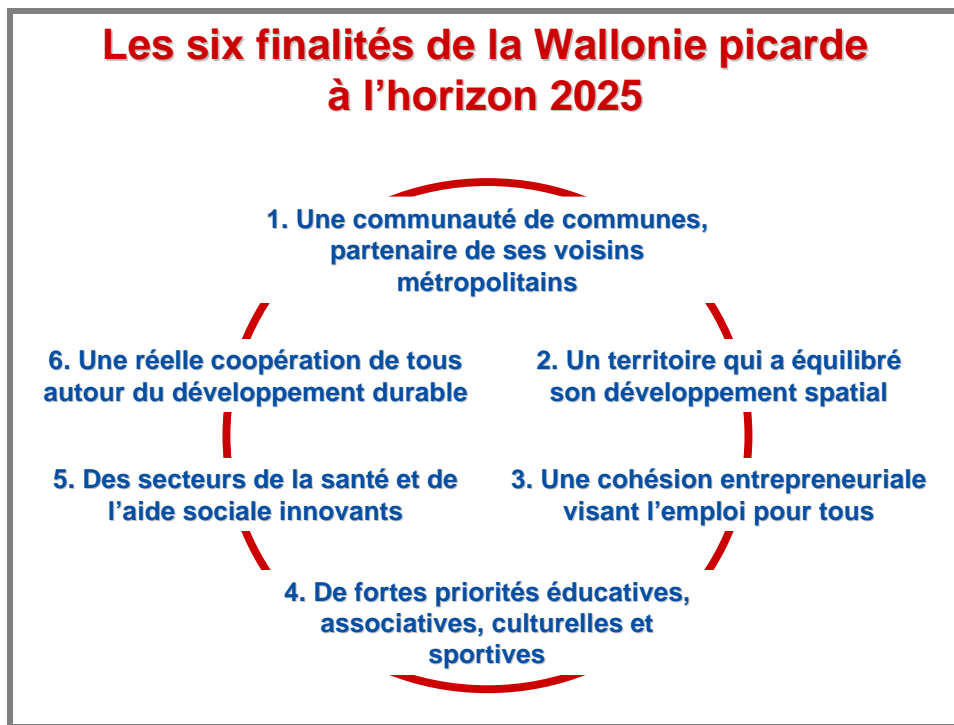 Les six finalités de la Wallonie picarde
à l’horizon 2025
1. Une communauté de communes,
partenaire de ses voisins
métropolitains
2. Un territoire qui a équilibré
son développement spatial
3. Une cohésion entrepreneuriale
visant l’emploi pour tous
4. De fortes priorités éducatives,
associatives, culturelles et
sportives
5. Des secteurs de la santé et de
l’aide sociale innovants
6. Une réelle coopération de tous
autour du développement durable